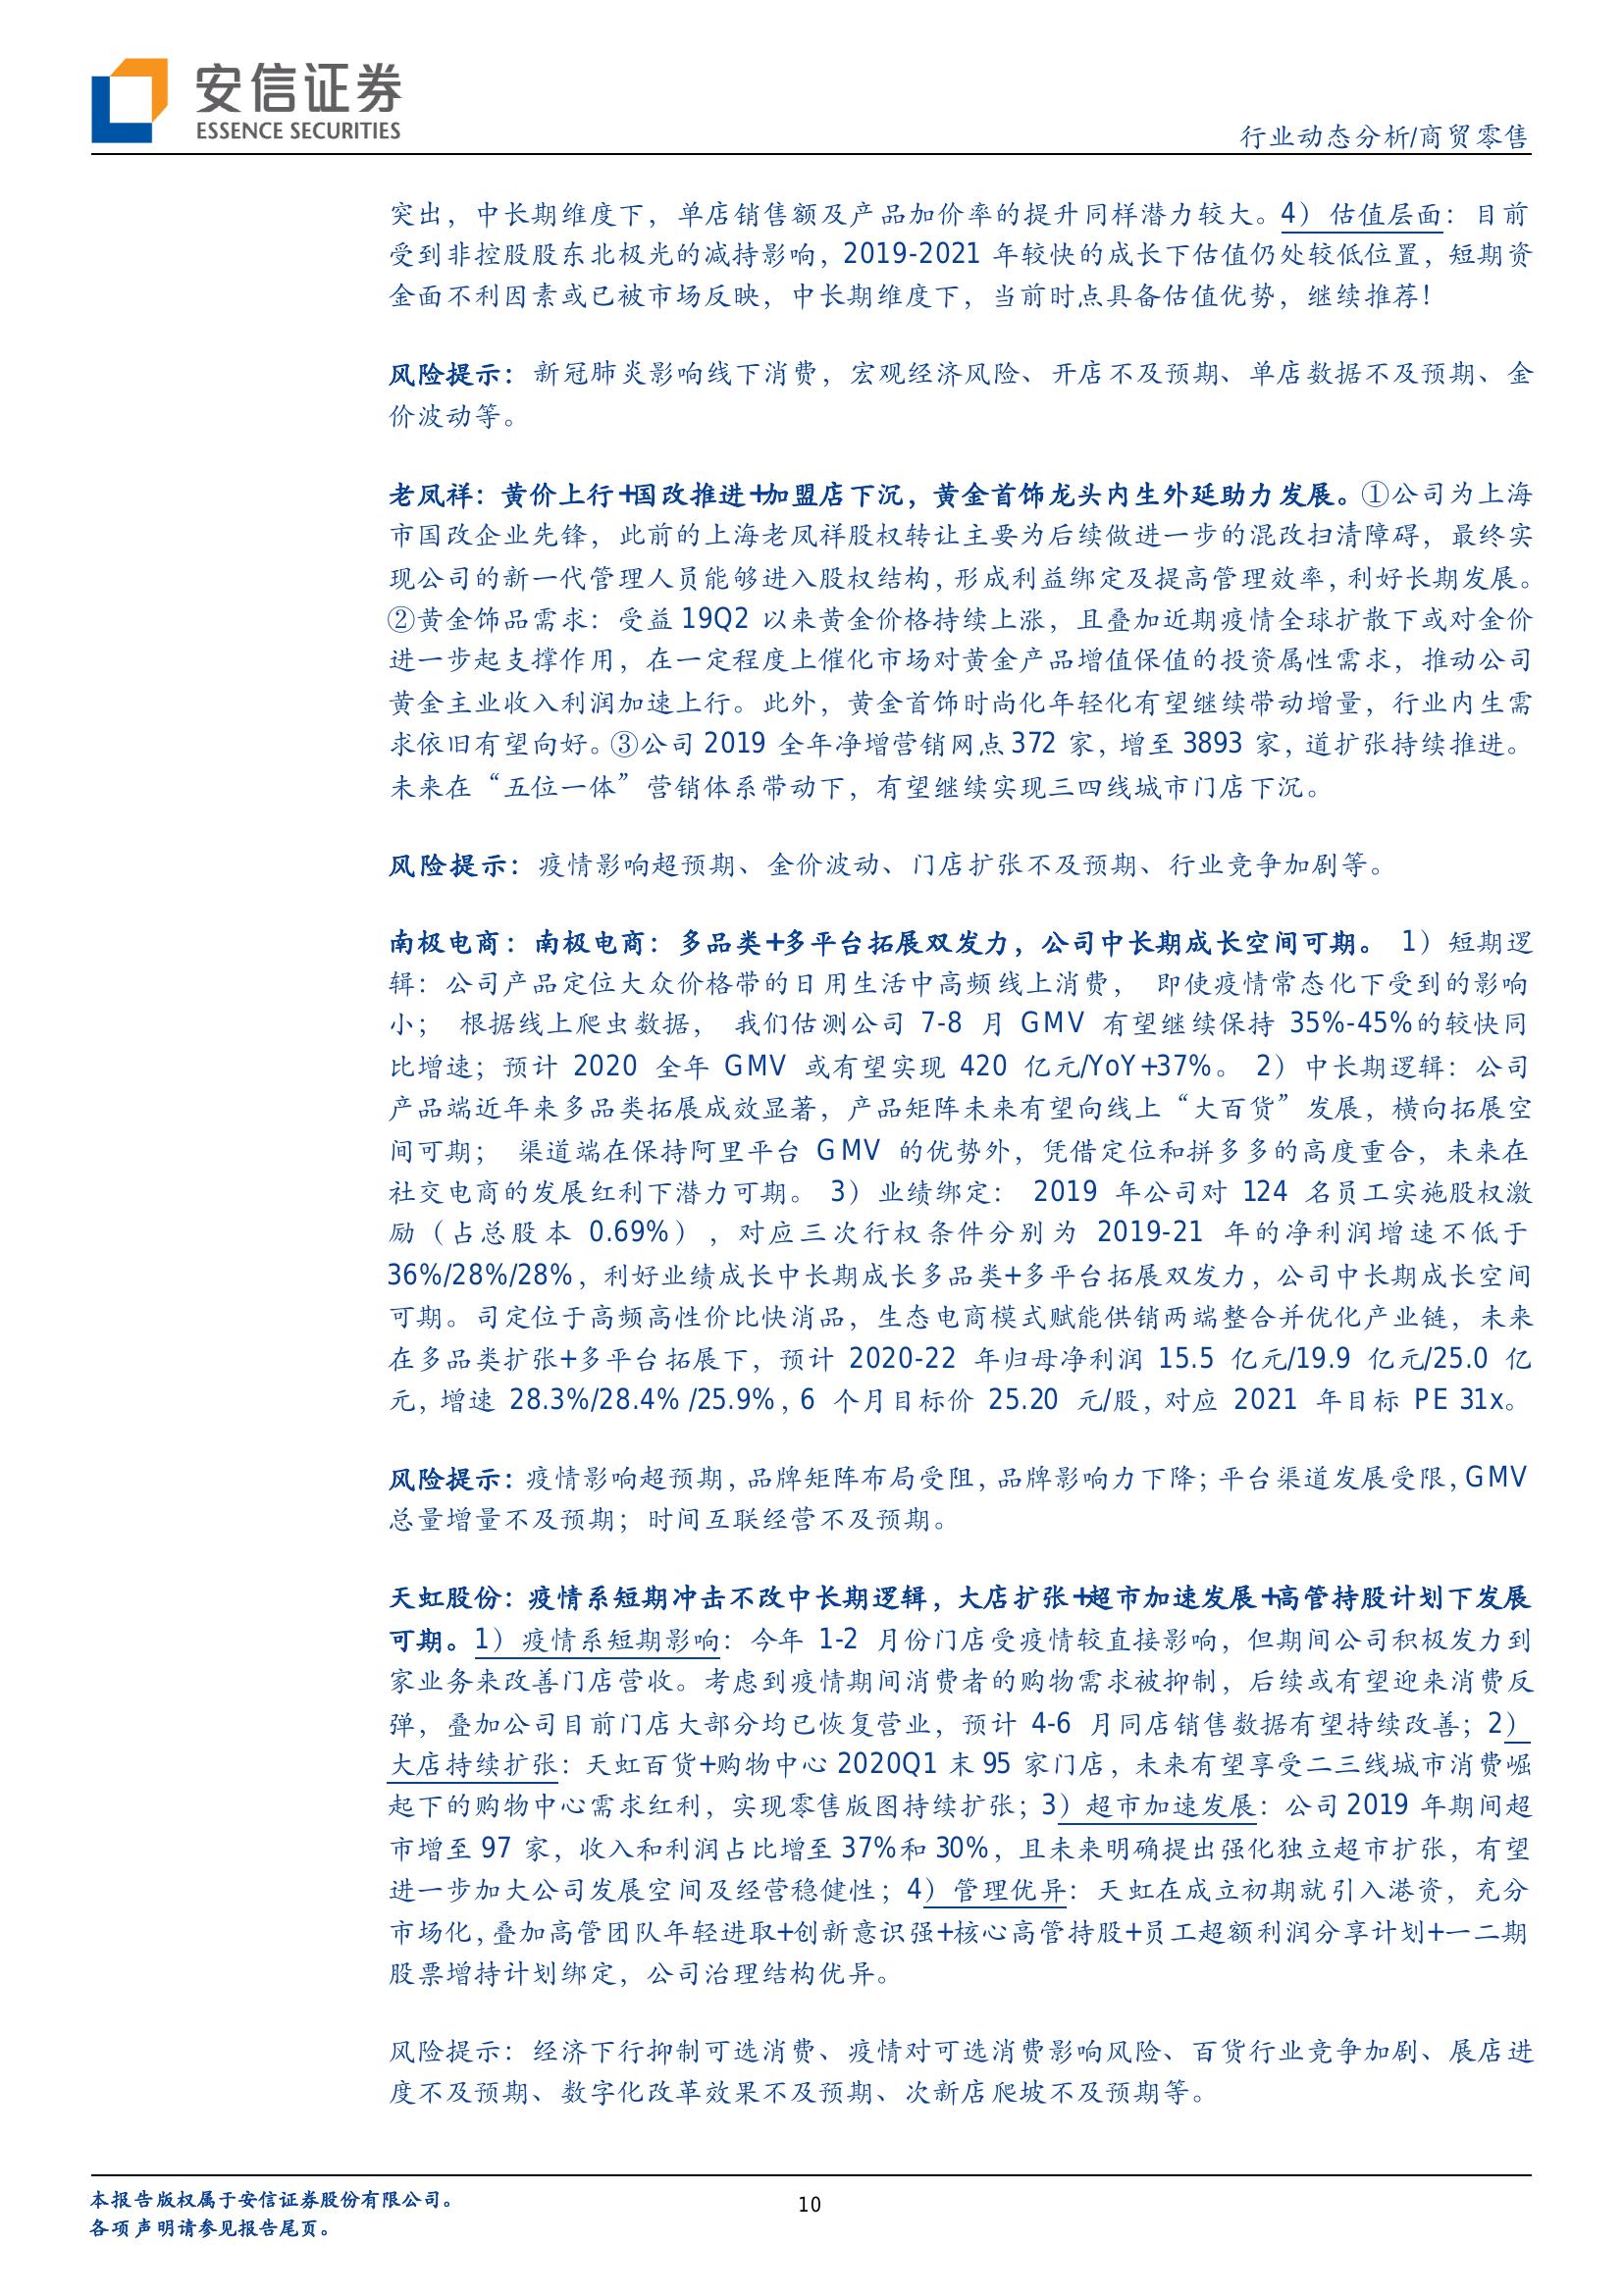 安信证券
ESSENCE SECURITIES
行业动态分析/商贸零售
突出，中长期维度下，单店销售额及产品加价率的提升同样潜力较大。4）估值层面：目前
受到非控股股东北极光的减持影响，2019-2021 年较快的成长下估值仍处较低位置，短期资
金面不利因素或已被市场反映，中长期维度下，当前时点具备估值优势，继续推荐！
风险提示：新冠肺炎影响线下消费，宏观经济风险、开店不及预期、单店数据不及预期、金
价波动等。
老凤祥：黄价上行+国改推进+加盟店下沉，黄金首饰龙头内生外延助力发展。①公司为上海
市国改企业先锋，此前的上海老凤祥股权转让主要为后续做进一步的混改扫清障碍，最终实
现公司的新一代管理人员能够进入股权结构，形成利益绑定及提高管理效率，利好长期发展。
②黄金饰品需求：受益 19Q2 以来黄金价格持续上涨，且叠加近期疫情全球扩散下或对金价
进一步起支撑作用，在一定程度上催化市场对黄金产品增值保值的投资属性需求，推动公司
黄金主业收入利润加速上行。此外，黄金首饰时尚化年轻化有望继续带动增量，行业内生需
求依旧有望向好。③公司 2019 全年净增营销网点 372 家，增至 3893 家，道扩张持续推进。
未来在“五位一体”营销体系带动下，有望继续实现三四线城市门店下沉。
风险提示：疫情影响超预期、金价波动、门店扩张不及预期、行业竞争加剧等。
南极电商：南极电商：多品类+多平台拓展双发力，公司中长期成长空间可期。 1）短期逻
辑：公司产品定位大众价格带的日用生活中高频线上消费， 即使疫情常态化下受到的影响
小； 根据线上爬虫数据， 我们估测公司 7-8 月 GMV 有望继续保持 35%-45%的较快同
比增速；预计 2020 全年 GMV 或有望实现 420 亿元/YoY+37%。 2）中长期逻辑：公司
产品端近年来多品类拓展成效显著，产品矩阵未来有望向线上“大百货”发展，横向拓展空
间可期； 渠道端在保持阿里平台 GMV 的优势外，凭借定位和拼多多的高度重合，未来在
社交电商的发展红利下潜力可期。 3）业绩绑定： 2019 年公司对 124 名员工实施股权激
励（占总股本 0.69%），对应三次行权条件分别为 2019-21 年的净利润增速不低于
36%/28%/28%，利好业绩成长中长期成长多品类+多平台拓展双发力，公司中长期成长空间
可期。司定位于高频高性价比快消品，生态电商模式赋能供销两端整合并优化产业链，未来
在多品类扩张+多平台拓展下，预计 2020-22 年归母净利润 15.5 亿元/19.9 亿元/25.0 亿
元，增速 28.3%/28.4% /25.9%，6 个月目标价 25.20 元/股，对应 2021 年目标 PE 31x。
风险提示：疫情影响超预期，品牌矩阵布局受阻，品牌影响力下降；平台渠道发展受限，GMV
总量增量不及预期；时间互联经营不及预期。
天虹股份：疫情系短期冲击不改中长期逻辑，大店扩张+超市加速发展+高管持股计划下发展
可期。1）疫情系短期影响：今年 1-2 月份门店受疫情较直接影响，但期间公司积极发力到
家业务来改善门店营收。考虑到疫情期间消费者的购物需求被抑制，后续或有望迎来消费反
弹，叠加公司目前门店大部分均已恢复营业，预计 4-6 月同店销售数据有望持续改善；2）
大店持续扩张：天虹百货+购物中心 2020Q1 末 95 家门店，未来有望享受二三线城市消费崛
起下的购物中心需求红利，实现零售版图持续扩张；3）超市加速发展：公司 2019 年期间超
市增至 97 家，收入和利润占比增至 37%和 30%，且未来明确提出强化独立超市扩张，有望
进一步加大公司发展空间及经营稳健性；4）管理优异：天虹在成立初期就引入港资，充分
市场化，叠加高管团队年轻进取+创新意识强+核心高管持股+员工超额利润分享计划+一二期
股票增持计划绑定，公司治理结构优异。
风险提示：经济下行抑制可选消费、疫情对可选消费影响风险、百货行业竞争加剧、展店进
度不及预期、数字化改革效果不及预期、次新店爬坡不及预期等。
本报告版权属于安信证券股份有限公司。
各项声明请参见报告尾页。
10